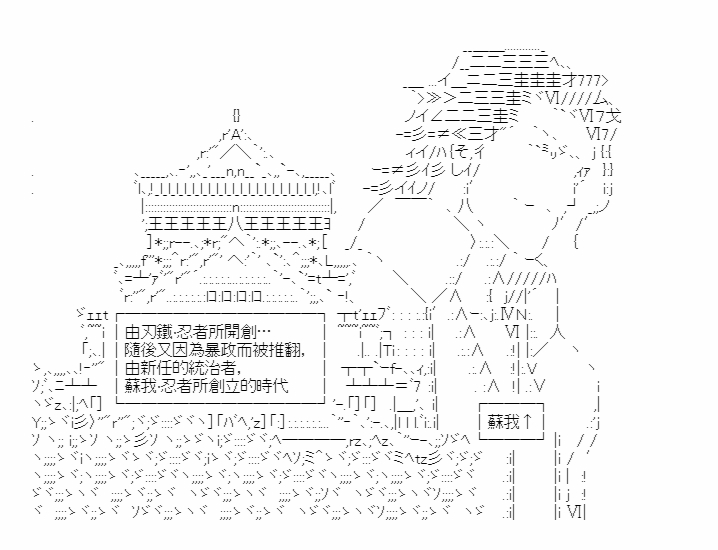 由刃鐵‧忍者所開創…
隨後又因為暴政而被推翻，
由新任的統治者，
蘇我‧忍者所創立的時代
蘇我↑